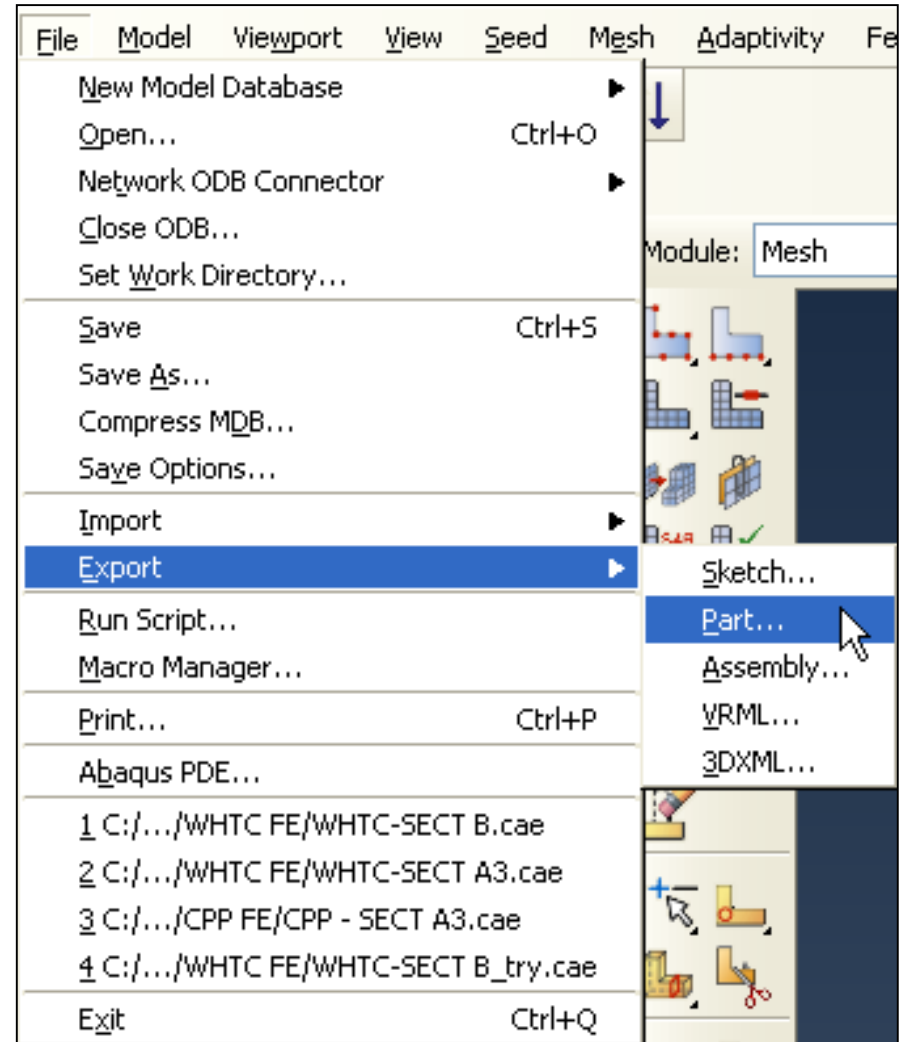 File Model Viewport View Seed Mesh Adaptivity Fe
New Model Database
Open... Ctrl+O
Network ODB Connector
Close ODB...
Set Work Directory...
Module: Mesh
Save Ctrl+S
Save As...
Compress MDB...
Save Options...
Import
Export
Sketch...
Run Script...
Part...
Macro Manager...
Assembly...
Print... Ctrl+P
VRML...
Abaqus PDE...
3DXML...
1 C:/.../WHTC FE/WHTC-SECT B.cae
2 C:/.../WHTC FE/WHTC-SECT A3.cae
3 C:/.../CPP FE/CPP - SECT A3.cae
4 C:/.../WHTC FE/WHTC-SECT B_try.cae
Exit Ctrl+Q